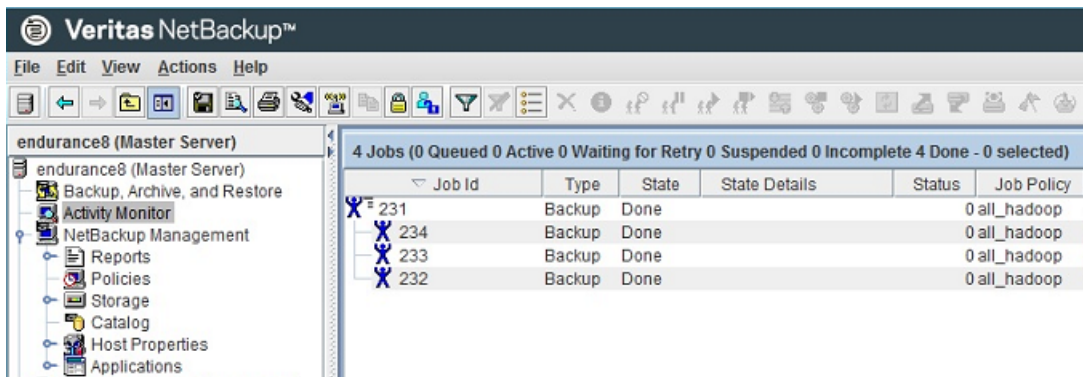 Veritas NetBackup™
File Edit View Actions Help
endurance8 (Master Server)
endurance8 (Master Server)
Backup, Archive, and Restore
Activity Monitor
NetBackup Management
Reports
Policies
Storage
Catalog
Host Properties
Applications
4 Jobs (0 Queued 0 Active 0 Waiting for Retry 0 Suspended 0 Incomplete 4 Done - 0 selected)
Job Id Type State State Details Status Job Policy
231 Backup Done 0 all_hadoop
234 Backup Done 0 all_hadoop
233 Backup Done 0 all_hadoop
232 Backup Done 0 all_hadoop